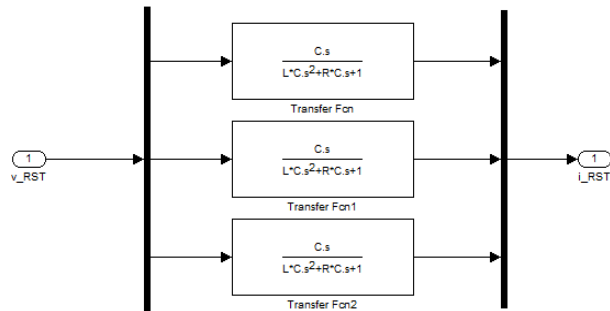 C.s
L*C.s2+R*C.s+1
Transfer Fcn
1
v_RST
C.s
L*C.s2+R*C.s+1
Transfer Fcn1
1
i_RST
C.s
L*C.s2+R*C.s+1
Transfer Fcn2